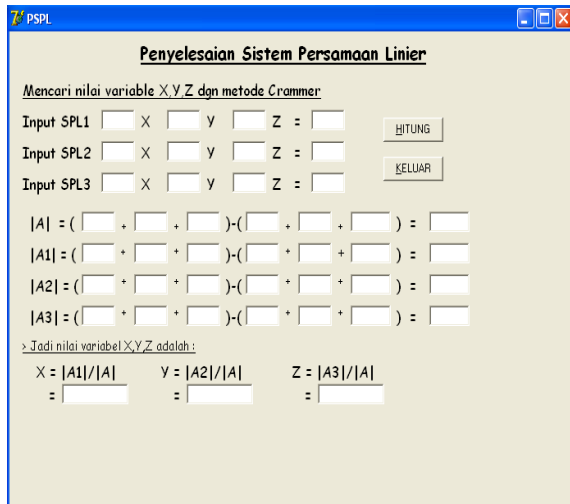 PSPL
Penyelesaian Sistem Persamaan Linier
Mencari nilai variable X,Y,Z dgn metode Crammer
Input SPL1 X Y Z =
HITUNG
Input SPL2 X Y Z =
KELUAR
Input SPL3 X Y Z =
|A| = ( + + )-( + + ) =
|A1| = ( + + )-( + + ) =
|A2| = ( + + )-( + + ) =
|A3| = ( + + )-( + + ) =
> Jadi nilai variabel X,Y,Z adalah :
X = |A1|/|A| Y = |A2|/|A| Z = |A3|/|A|
= = =